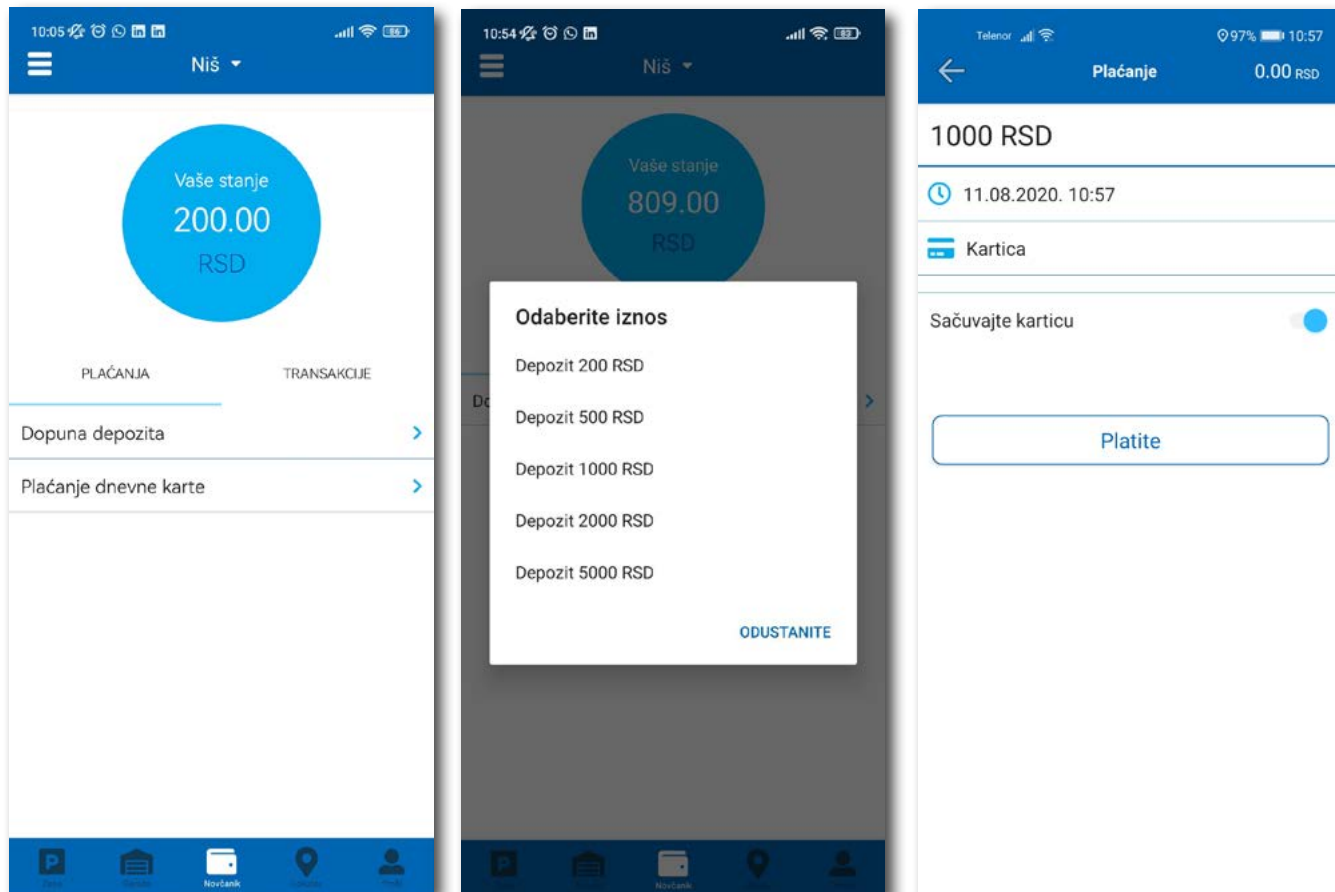 10:05
86
Niš
Vaše stanje
200.00
RSD
PLAĆANJA
TRANSAKCIJE
Dopuna depozita
Plaćanje dnevne karte
Novčanik
10:54
83
Niš
Vaše stanje
809.00
RSD
Do
Odaberite iznos
Depozit 200 RSD
Depozit 500 RSD
Depozit 1000 RSD
Depozit 2000 RSD
Depozit 5000 RSD
ODUSTANITE
Novčanik
Telenor
97%
10:57
Plaćanje
0.00 RSD
1000 RSD
11.08.2020. 10:57
Kartica
Sačuvajte karticu
Platite